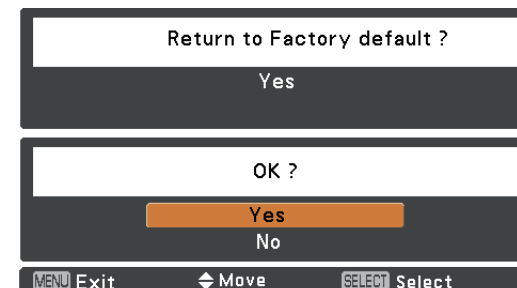 Return to Factory default ?
Yes
OK ?
Yes
No
MENU Exit Move SELECT Select